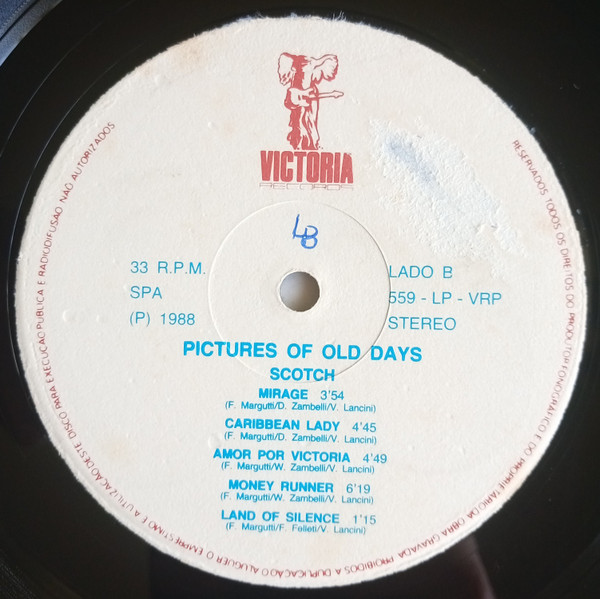 VICTORIA
RECORDS
LB
33 R.P.M.
SPA
(P) 1988
LADO B
559 - LP - VRP
STEREO
PICTURES OF OLD DAYS
SCOTCH
MIRAGE 3'54
(F. Margutti/D. Zambelli/V. Lancini)
CARIBBEAN LADY 4'45
(F. Margutti/D. Zambelli/V. Lancini)
AMOR POR VICTORIA 4'49
(F. Margutti/W. Zambelli/V. Lancini)
MONEY RUNNER 6'19
(F. Margutti/W. Zambelli/V. Lancini)
LAND OF SILENCE 1'15
(F. Margutti/F. Felleti/V. Lancini)
RESERVADOS TODOS OS DIREITOS DO PRODUTOR FONOGRÁFICO E DO PROPRIETARIO DA OBRA GRAVADA PROIBIDOS A DUPLICAÇÃO ALUGUER O EMPRESTIMO E A UTILIZAÇÃO DESTE DISCO PARA EXECUÇÃO PUBLICA E RADIODIFUSÃO NÃO AUTORIZADOS